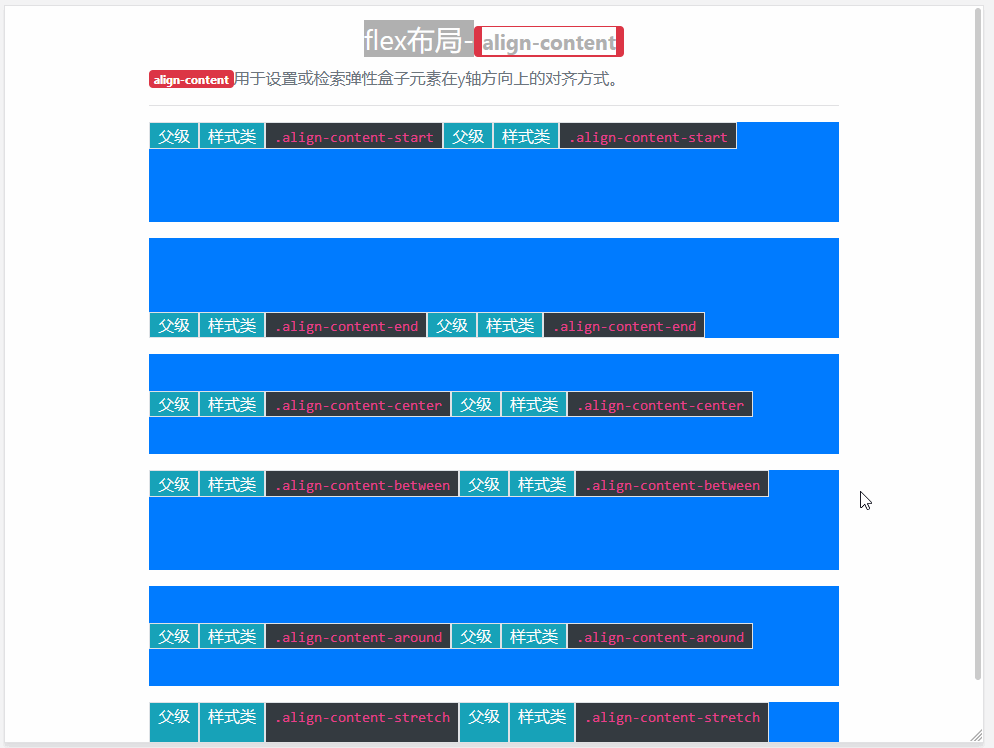 flex布局-align-content
align-content用于设置或检索弹性盒子元素在y轴方向上的对齐方式。
父级 样式类 .align-content-start 父级 样式类 .align-content-start
父级 样式类 .align-content-end 父级 样式类 .align-content-end
父级 样式类 .align-content-center 父级 样式类 .align-content-center
父级 样式类 .align-content-between 父级 样式类 .align-content-between
父级 样式类 .align-content-around 父级 样式类 .align-content-around
父级 样式类 .align-content-stretch 父级 样式类 .align-content-stretch